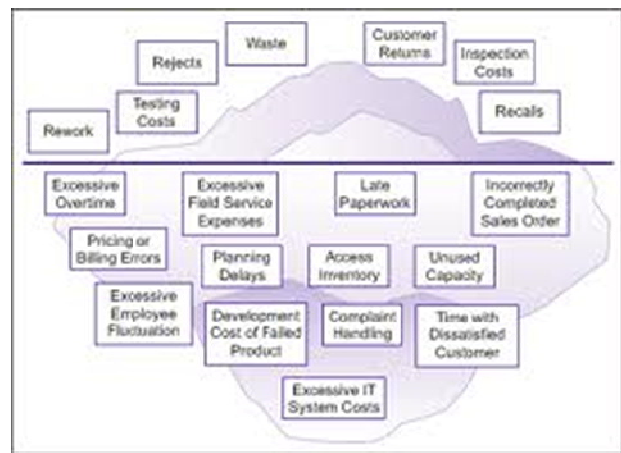 Waste
Customer
Returns
Rejects
Inspection
Costs
Testing
Costs
Recalls
Rework
Excessive
Overtime
Excessive
Field Service
Expenses
Late
Paperwork
Incorrectly
Completed
Sales Order
Pricing or
Billing Errors
Planning
Delays
Access
Inventory
Unused
Capacity
Excessive
Employee
Fluctuation
Development
Cost of Failed
Product
Complaint
Handling
Time with
Dissatisfied
Customer
Excessive IT
System Costs